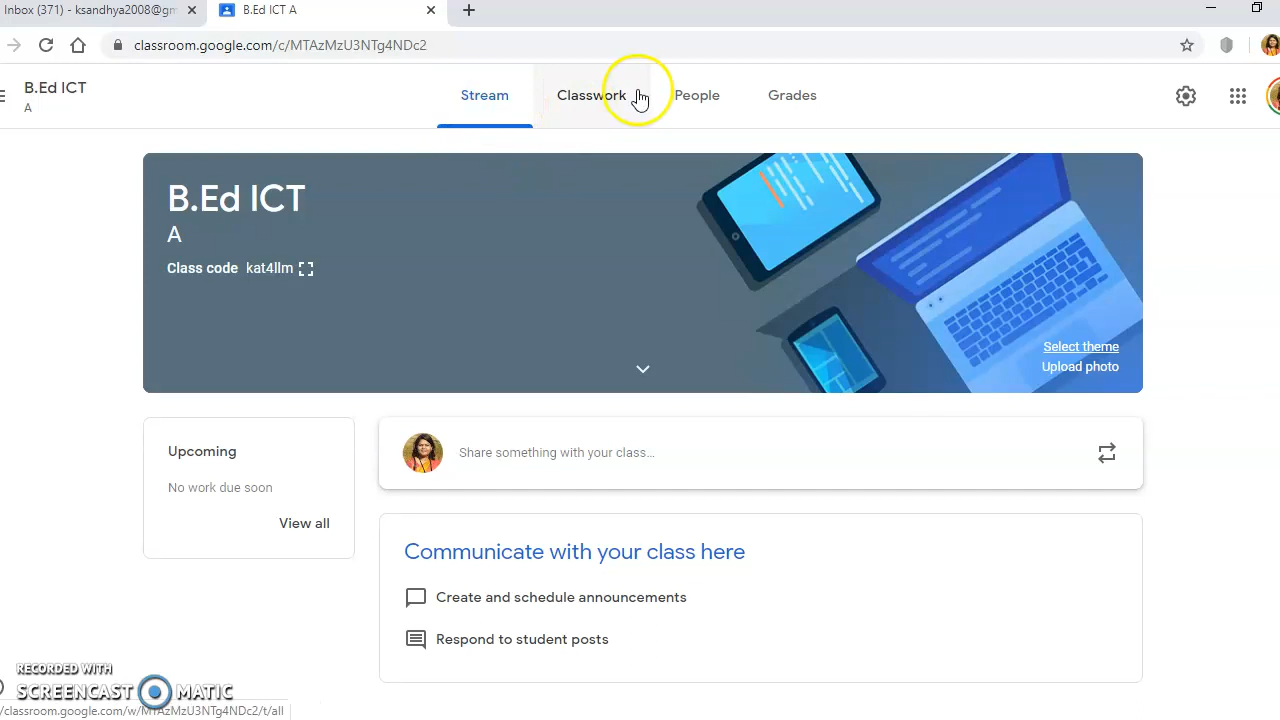 Inbox (371) - ksandhya2008@gm
B.Ed ICT A
classroom.google.com/c/MTAzMzU3NTg4NDc2
B.Ed ICT
A
Stream
Classwork
People
Grades
B.Ed ICT
A
Class code kat4llm
Select theme
Upload photo
Upcoming
No work due soon
View all
Share something with your class...
Communicate with your class here
Create and schedule announcements
Respond to student posts
RECORDED WITH
SCREENCAST MATIC
/classroom.google.com/w/MTAzMzU3NTg4NDc2/t/all